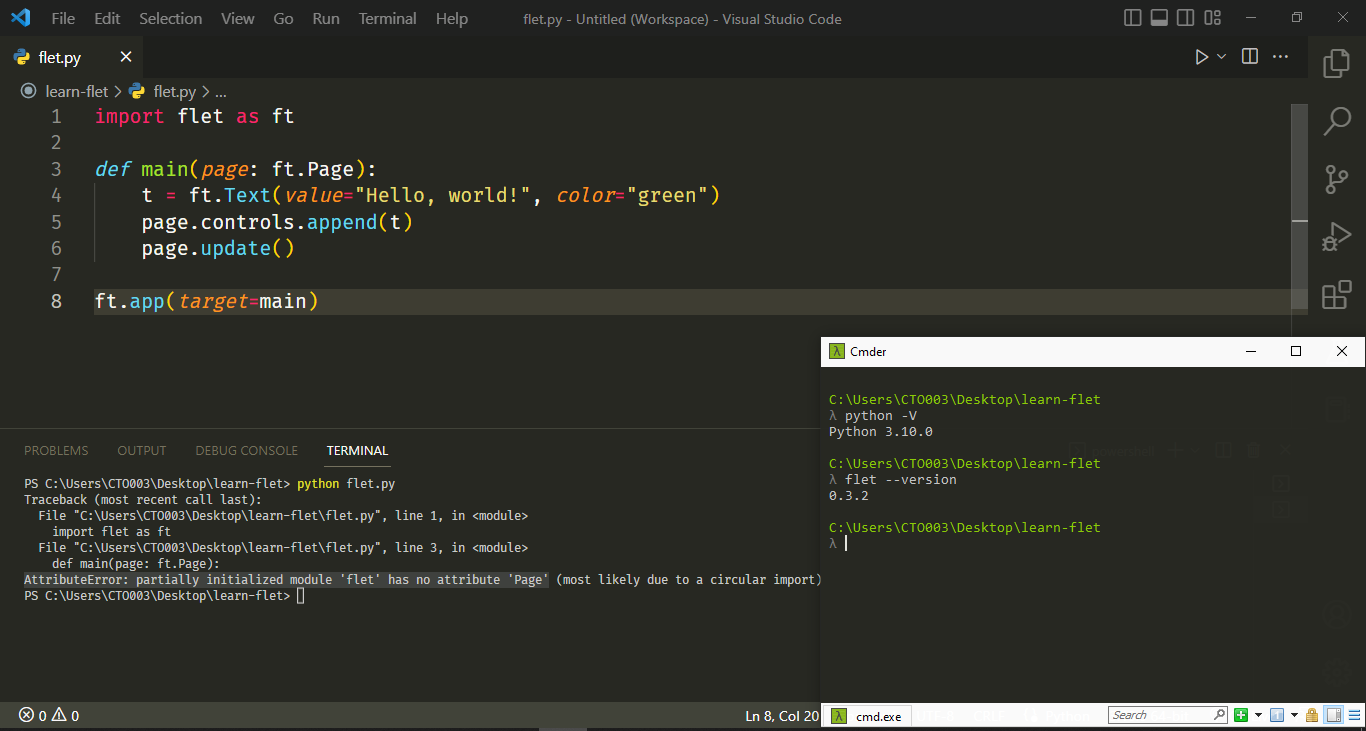 File Edit Selection View Go Run Terminal Help flet.py - Untitled (Workspace) - Visual Studio Code
flet.py
learn-flet > flet.py > ...
1 import flet as ft
2
3 def main(page: ft.Page):
4 t = ft.Text(value="Hello, world!", color="green")
5 page.controls.append(t)
6 page.update()
7
8 ft.app(target=main)
PROBLEMS OUTPUT DEBUG CONSOLE TERMINAL
PS C:\Users\CTO003\Desktop\learn-flet> python flet.py
Traceback (most recent call last):
File "C:\Users\CTO003\Desktop\learn-flet\flet.py", line 1, in <module>
import flet as ft
File "C:\Users\CTO003\Desktop\learn-flet\flet.py", line 3, in <module>
def main(page: ft.Page):
AttributeError: partially initialized module 'flet' has no attribute 'Page' (most likely due to a circular import)
PS C:\Users\CTO003\Desktop\learn-flet>
0 0
Ln 8, Col 20
λ Cmder
C:\Users\CTO003\Desktop\learn-flet
λ python -V
Python 3.10.0
C:\Users\CTO003\Desktop\learn-flet
λ flet --version
0.3.2
C:\Users\CTO003\Desktop\learn-flet
λ
λ cmd.exe
Search